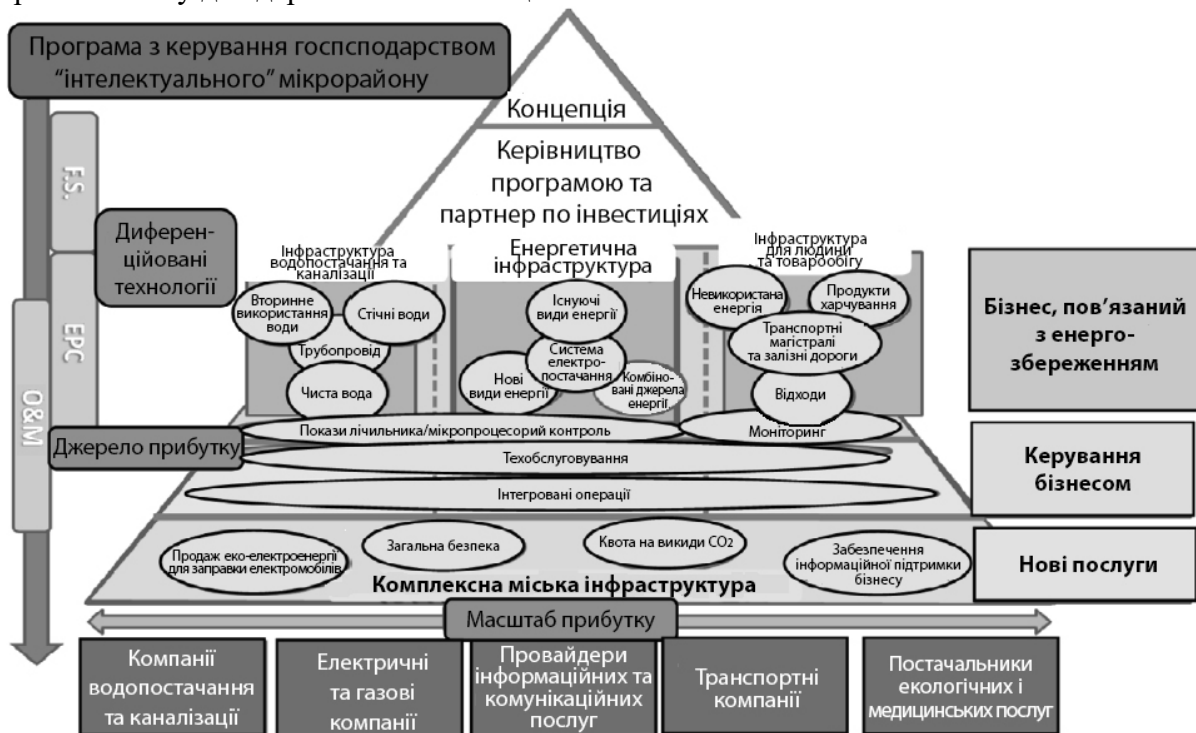 Програма з керування госпсподарством
“інтелектуального” мікрорайону
Концепція
Керівництво
програмою та
партнер по інвестиціях
F.S.
EPC
O&M
Диферен-
ційовані
технології
Інфраструктура
водопостачання та
каналізації
Енергетична
інфраструктура
Інфраструктура
для людини
та товарообігу
Вторинне
використання
води
Стічні води
Трубопровід
Чиста вода
Існуючі
види енергії
Система
електро-
постачання
Нові
види енергії
Комбіно-
вані джерела
енергії
Невикористана
енергія
Продукти
харчування
Транспортні
магістралі
та залізні дороги
Відходи
Бізнес, пов’язаний
з енерго-
збереженням
Джерело прибутку
Покази лічильника/мікропроцесорий контроль
Моніторинг
Техобслуговування
Інтегровані операції
Керування
бізнесом
Продаж еко-електроенергії
для заправки електромобілів
Загальна безпека
Квота на викиди CO2
Забезпечення
інформаційної підтримки
бізнесу
Комплексна міська інфраструктура
Нові послуги
Масштаб прибутку
Компанії
водопостачання
та каналізації
Електричні
та газові
компанії
Провайдери
інформаційних та
комунікаційних
послуг
Транспортні
компанії
Постачальники
екологічних і
медицинських послуг